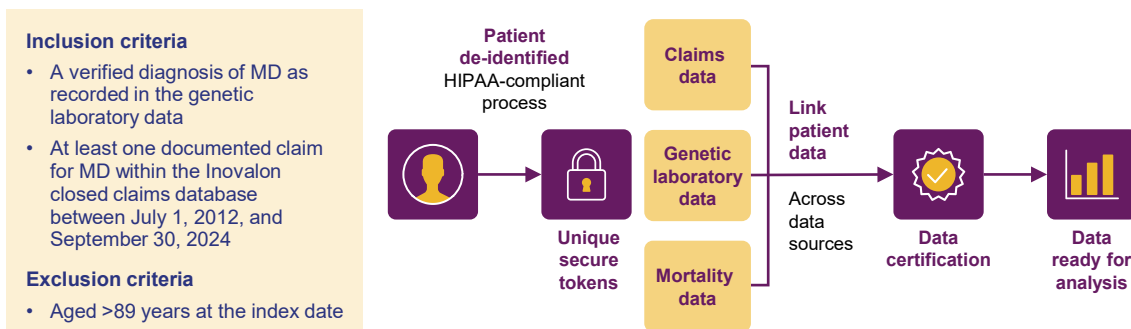 Inclusion criteria
• A verified diagnosis of MD as
recorded in the genetic
laboratory data
• At least one documented claim
for MD within the Inovalon
closed claims database
between July 1, 2012, and
September 30, 2024
Exclusion criteria
• Aged >89 years at the index date
Patient
de-identified
HIPAA-compliant
process
Unique
secure
tokens
Claims
data
Genetic
laboratory
data
Mortality
data
Link
patient
data
Across
data
sources
Data
certification
Data
ready for
analysis